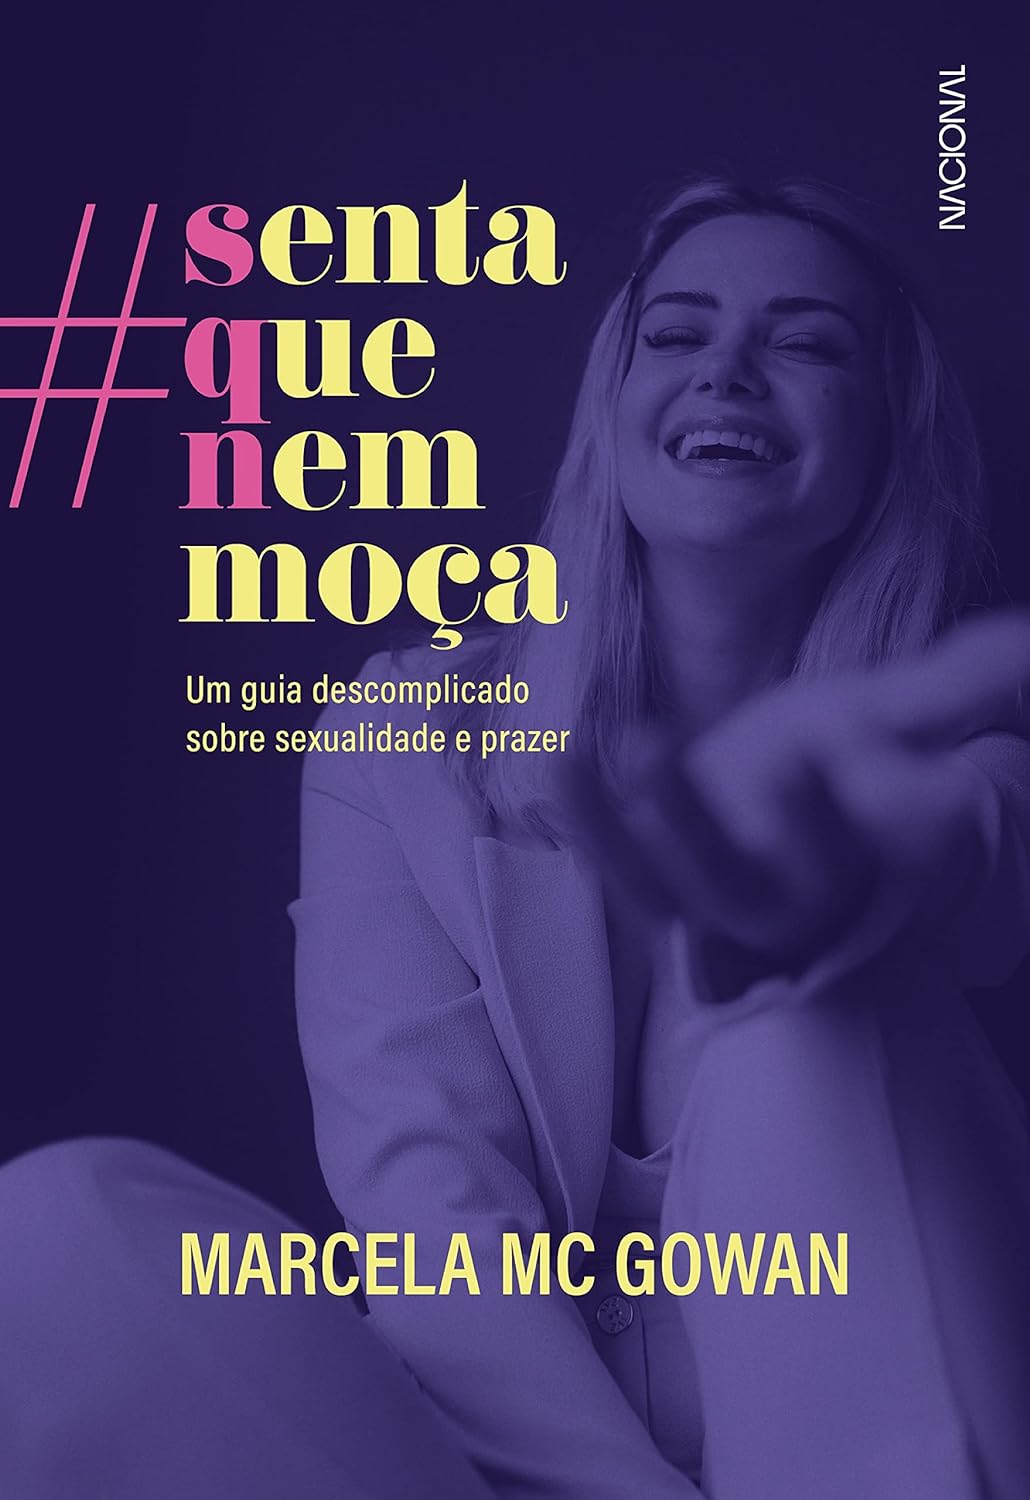 NACIONAL
#senta
que
nem
moça
Um guia descomplicado
sobre sexualidade e prazer
MARCELA MC GOWAN